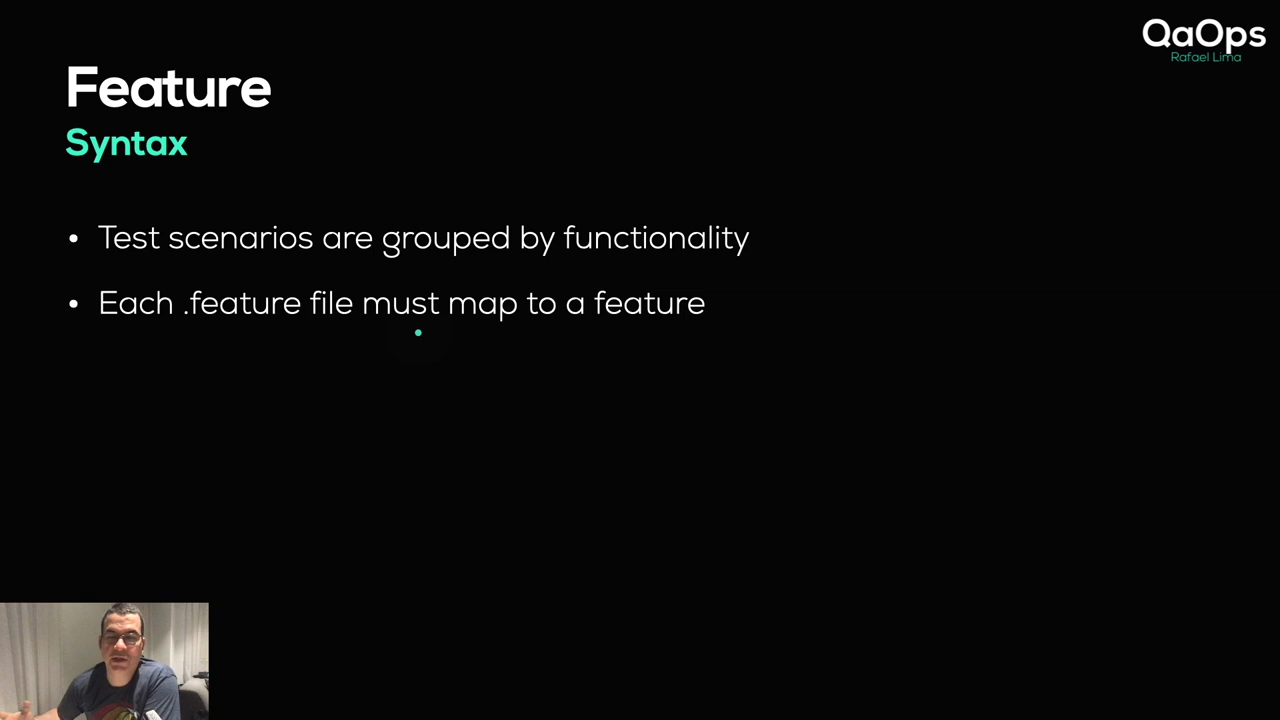 QaOps
Rafael Lima
Feature
Syntax
• Test scenarios are grouped by functionality
• Each .feature file must map to a feature